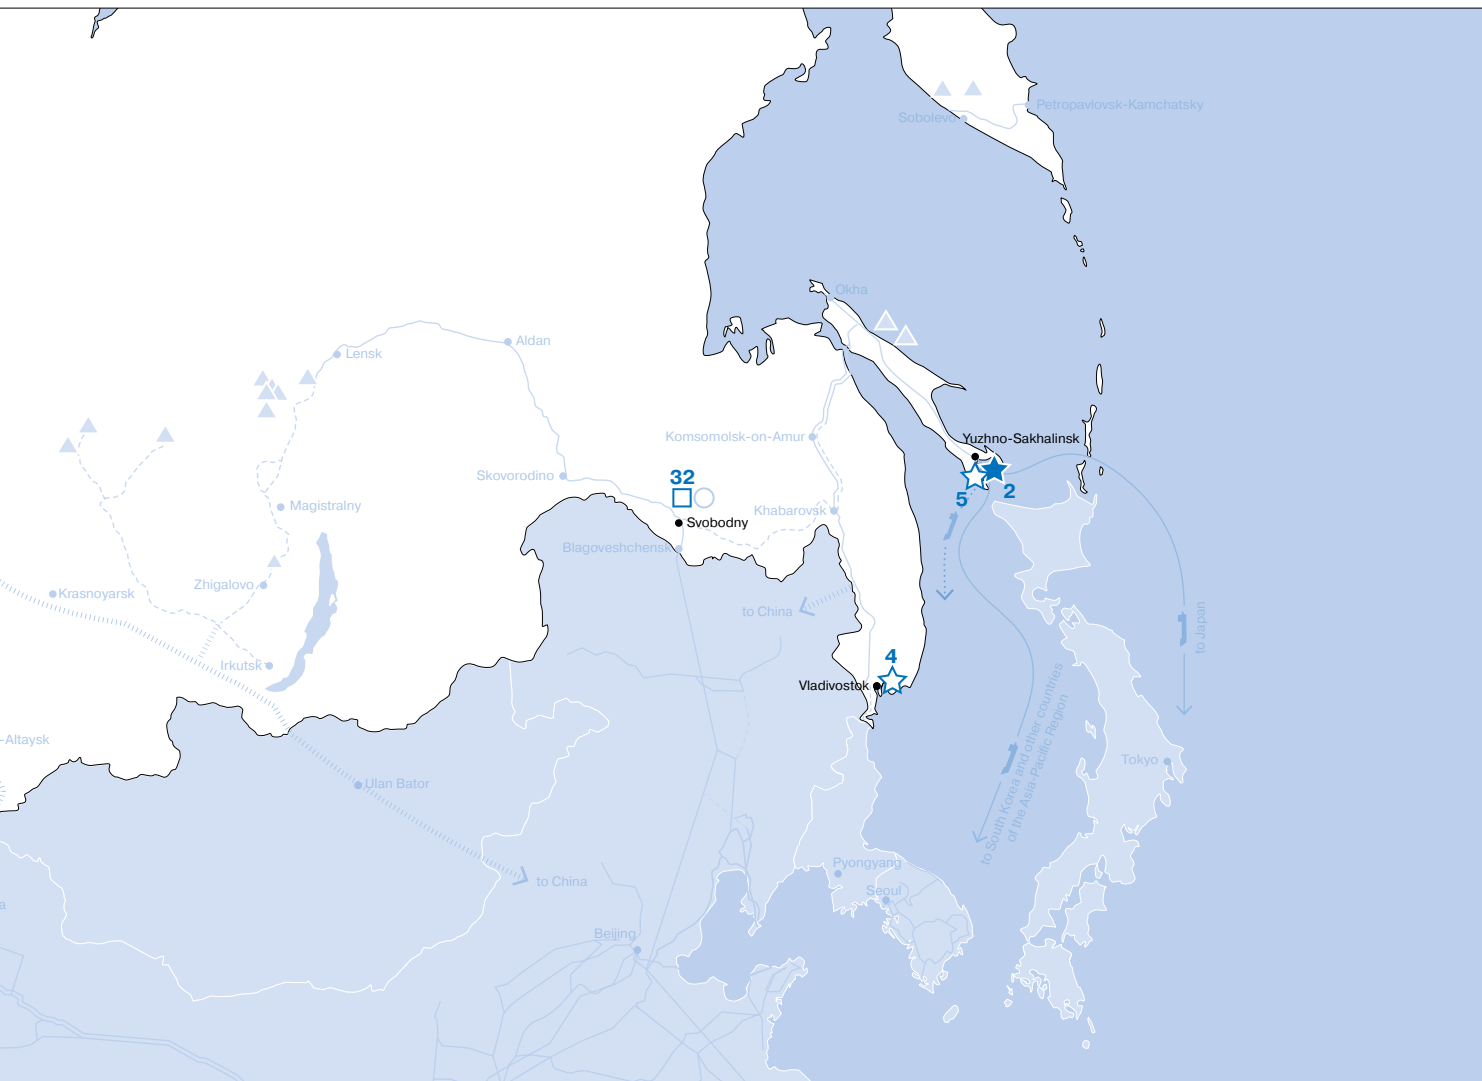 Petropavlovsk-Kamchatsky
Sobolevo
Okha
Aldan
Lensk
Komsomolsk-on-Amur
Yuzhno-Sakhalinsk
Skovorodino
32
5
2
Magistralny
Khabarovsk
Svobodny
Blagoveshchensk
Zhigalovo
Krasnoyarsk
to China
to Japan
Irkutsk
4
Vladivostok
to South Korea and other countries
of the Asia-Pacific Region
-Altaysk
Tokyo
Ulan Bator
Pyongyang
to China
Seoul
a
Beijing